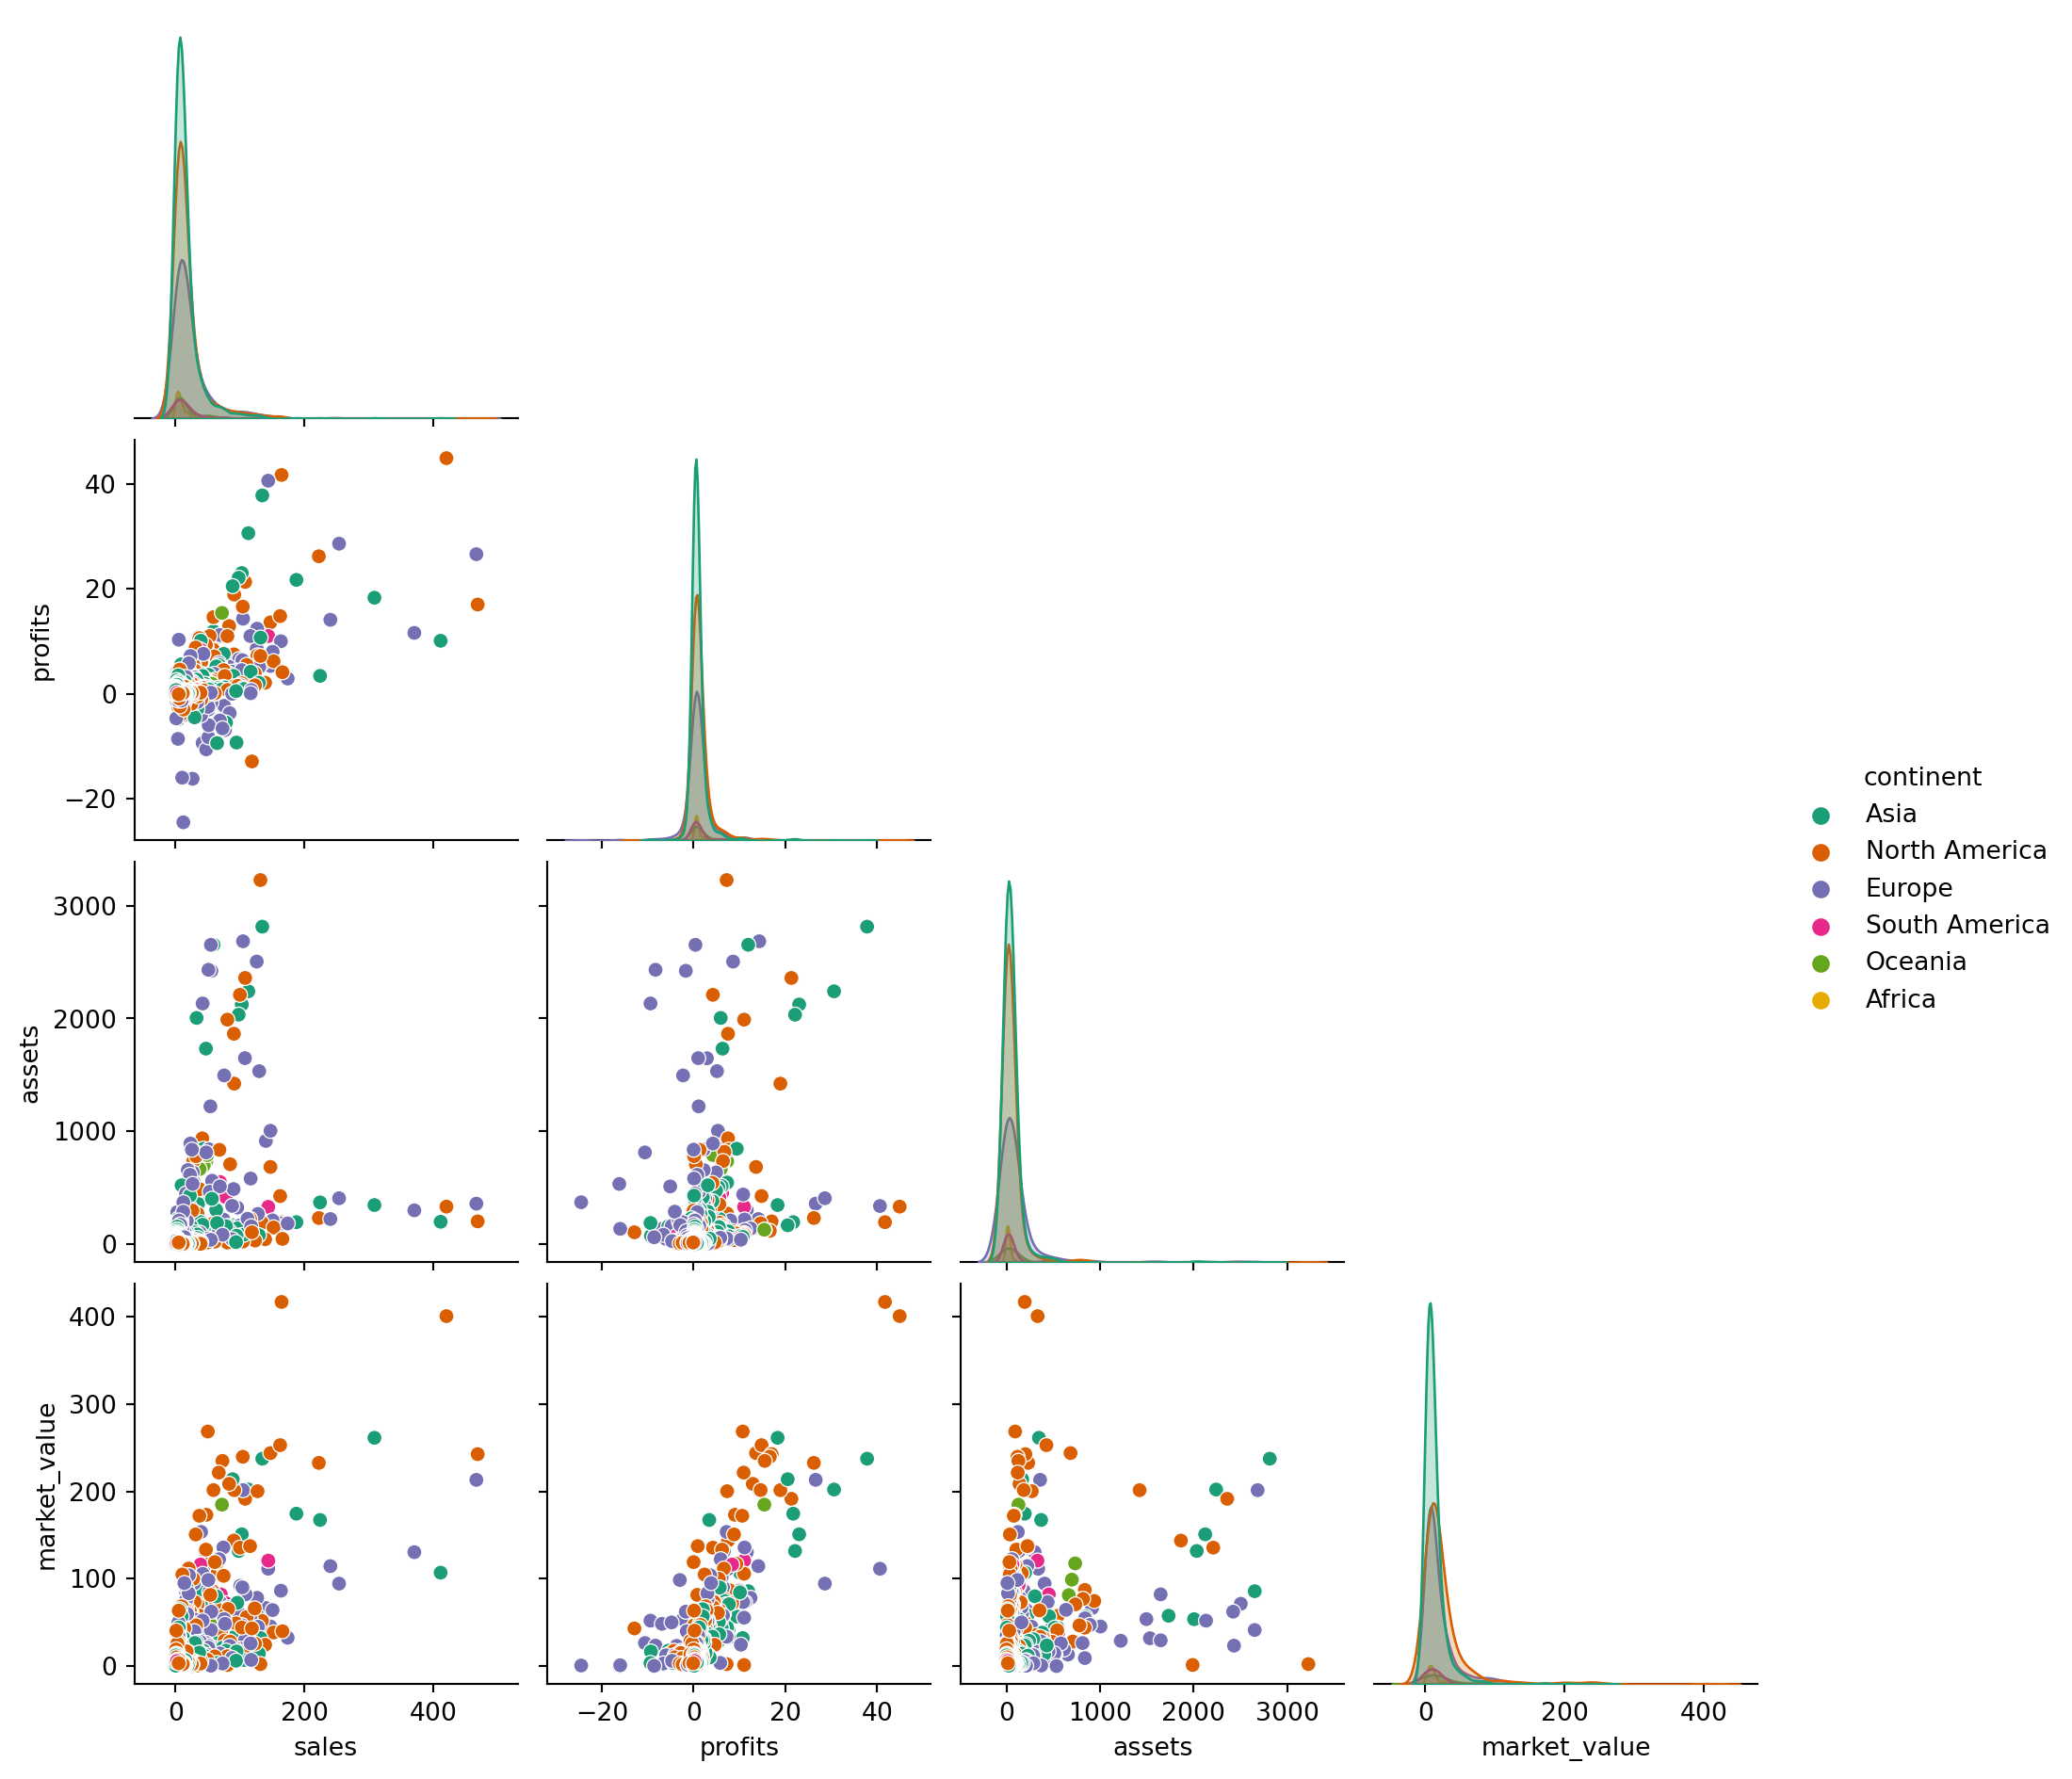 40
20
0
−20
profits
continent
Asia
North America
Europe
South America
Oceania
Africa
3000
2000
1000
0
assets
400
300
200
100
0
market_value
0 200 400
−20 0 20 40
0 1000 2000 3000
0 200 400
sales profits assets market_value